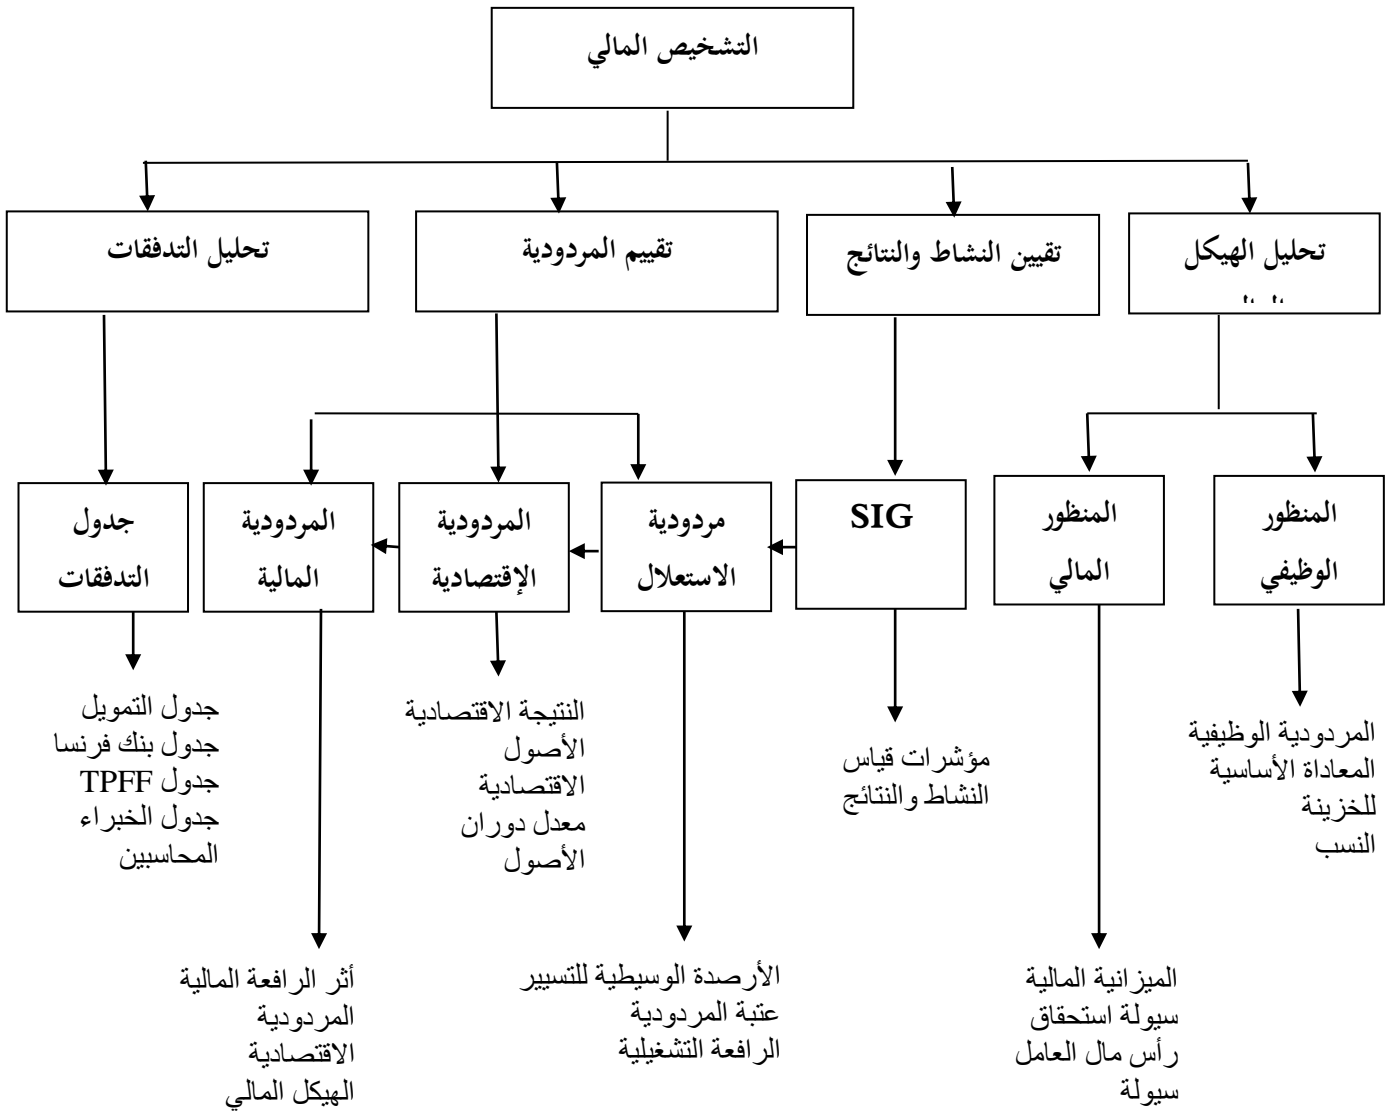 التشخيص المالي
تحليل الهيكل
تقيين النشاط والنتائج
تقييم المردودية
تحليل التدفقات
المنظور
الوظيفي
المنظور
المالي
SIG
مردودية
الاستعلال
المردودية
الإقتصادية
المردودية
المالية
جدول
التدفقات
المردودية الوظيفية
المعاداة الأساسية
للخزينة
النسب
مؤشرات قياس
النشاط والنتائج
النتيجة الاقتصادية
الأصول
الاقتصادية
معدل دوران
الأصول
جدول التمويل
جدول بنك فرنسا
جدول TPFF
جدول الخبراء
المحاسبين
الميزانية المالية
سيولة استحقاق
رأس مال العامل
سيولة
الأرصدة الوسيطية للتسيير
عتبة المردودية
الرافعة التشغيلية
أثر الرافعة المالية
المردودية
الاقتصادية
الهيكل المالي